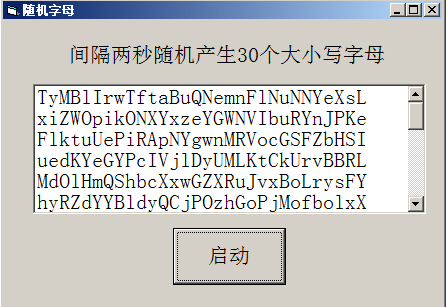 随机字母
间隔两秒随机产生30个大小写字母
TyMBlIrwTftaBuQNemnFlNuNNYeXsL
xiZWOpikONXYxzeYGWNVIbuRYnJPKe
FlktuUePiRApNYgwnMRVocGSFZbHSI
uedKYeGYPcIVjlDyUMLKtCkUrvBBRL
MdOlHmQShbcXxwGZXRuJvxBoLrysFY
hyRZdYYBldyQCjPOzhGoPjMofbolxX
启动